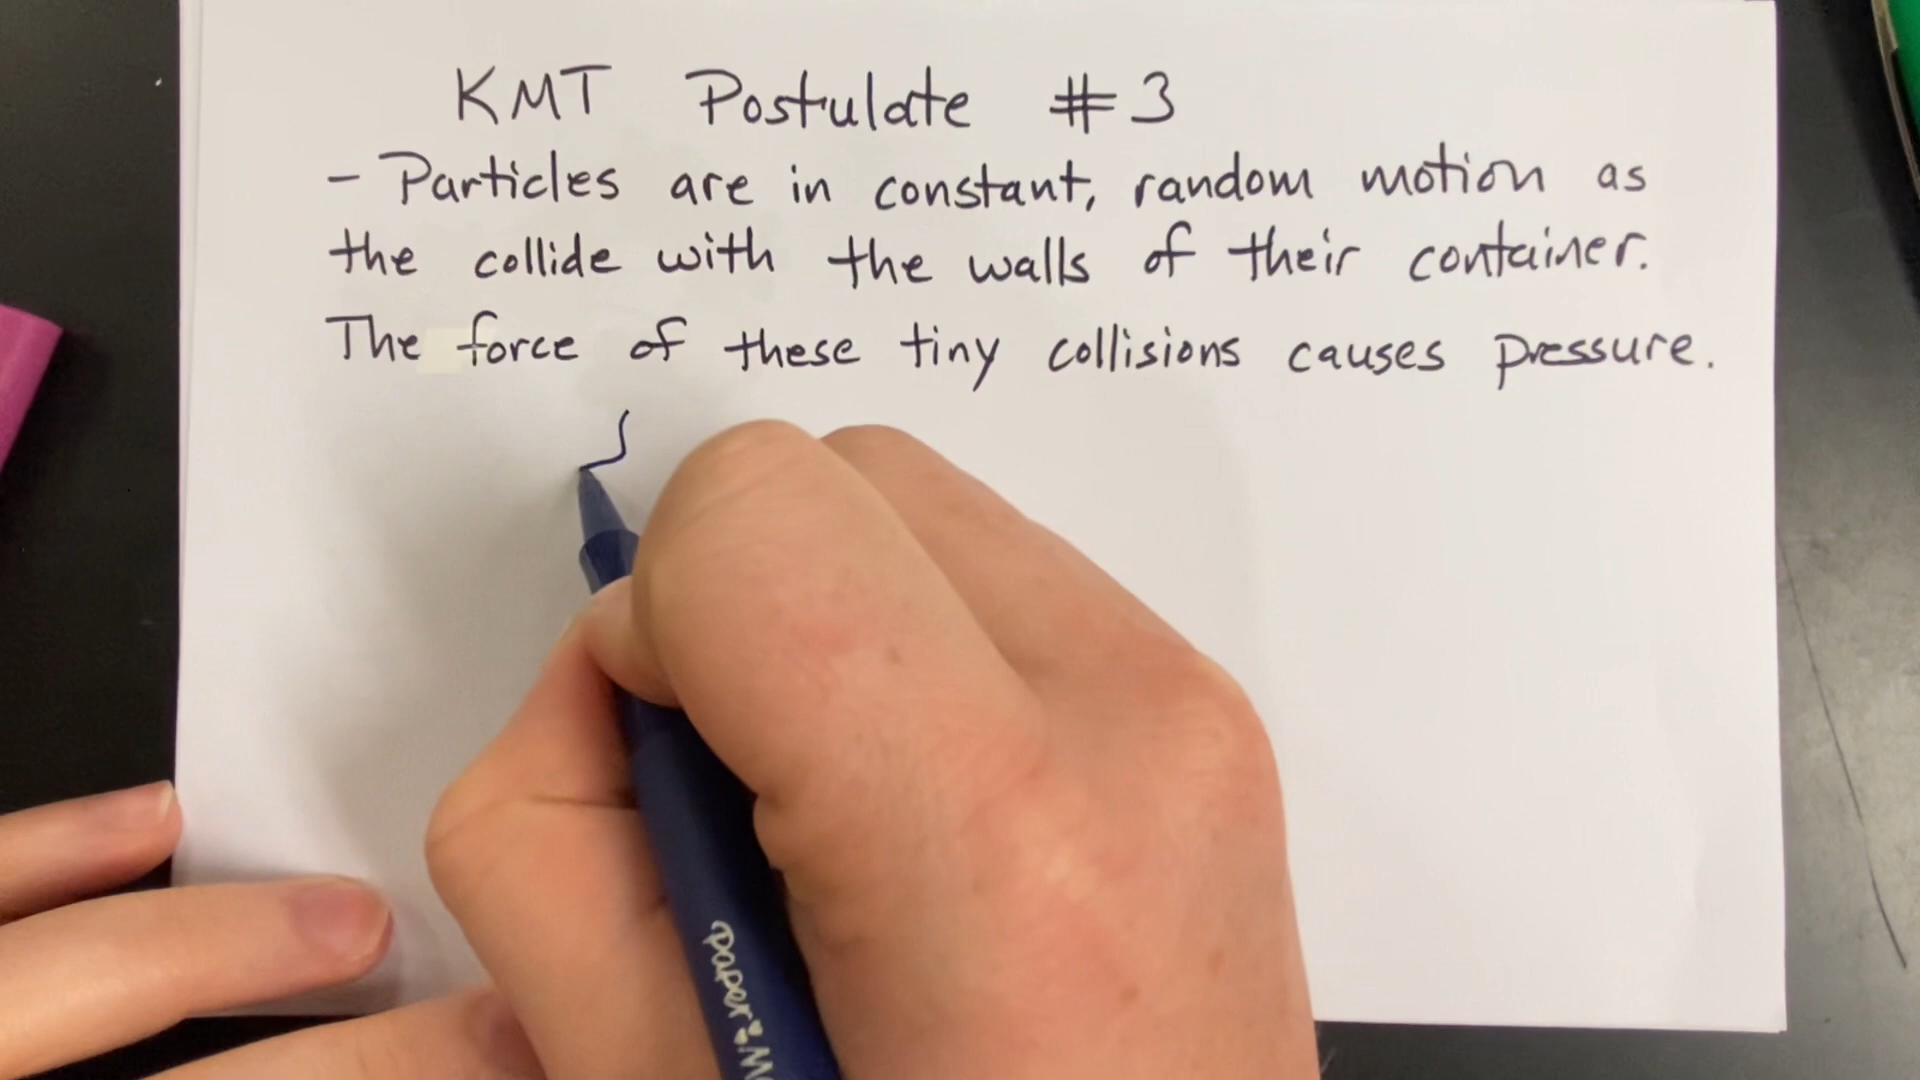 KMT Postulate #3
- Particles are in constant, random motion as
the collide with the walls of their container.
The force of these tiny collisions causes pressure.
paper